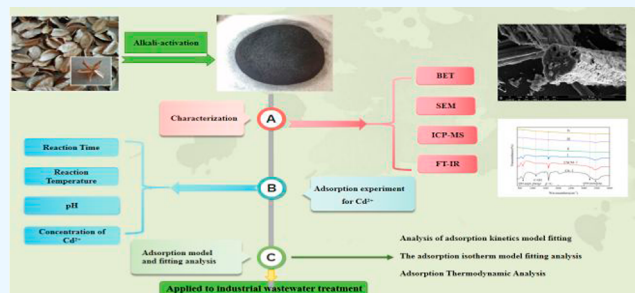 Alkali-activation
Characterization
A
BET
SEM
ICP-MS
FT-IR
Reaction Time
Reaction
Temperature
pH
Concentration of
Cd²⁺
B
Adsorption experiment
for Cd²⁺
Adsorption model
and fitting analysis
C
Analysis of adsorption kinetics model fitting
The adsorption isotherm model fitting analysis
Adsorption Thermodynamic Analysis
Applied to industrial wastewater treatment